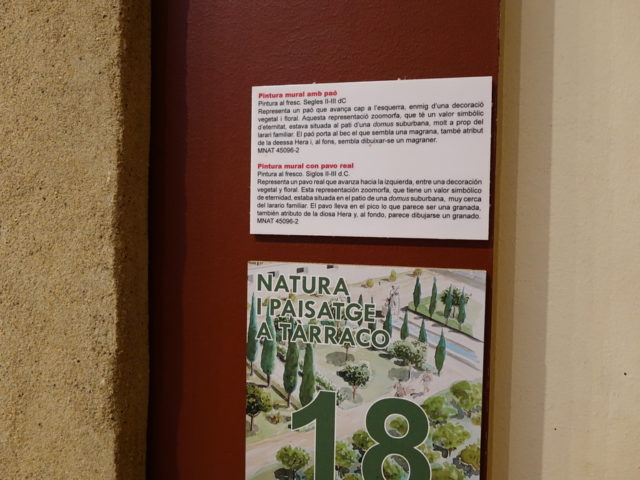 Pintura mural amb paó
Pintura al fresc. Segles II-III dC
Representa un paó que avança cap a l'esquerra, enmig d'una decoració
vegetal i floral. Aquesta representació zoomorfa, que té un valor simbòlic
d'eternitat, estava situada al pati d'una domus suburbana, molt a prop del
larari familiar. El paó porta al bec el que sembla una magrana, també atribut
de la deessa Hera i, al fons, sembla dibuixar-se un magraner.
MNAT 45096-2
Pintura mural con pavo real
Pintura al fresco. Siglos II-III d.C.
Representa un pavo real que avanza hacia la izquierda, entre una decoración
vegetal y floral. Esta representación zoomorfa, que tiene un valor simbólico
de eternidad, estaba situada en el patio de una domus suburbana, muy cerca
del larario familiar. El pavo lleva en el pico lo que parece ser una granada,
también atributo de la diosa Hera y, al fondo, parece dibujarse un granado.
MNAT 45096-2
NATURA
I PAISATGE
A TARRACO
18